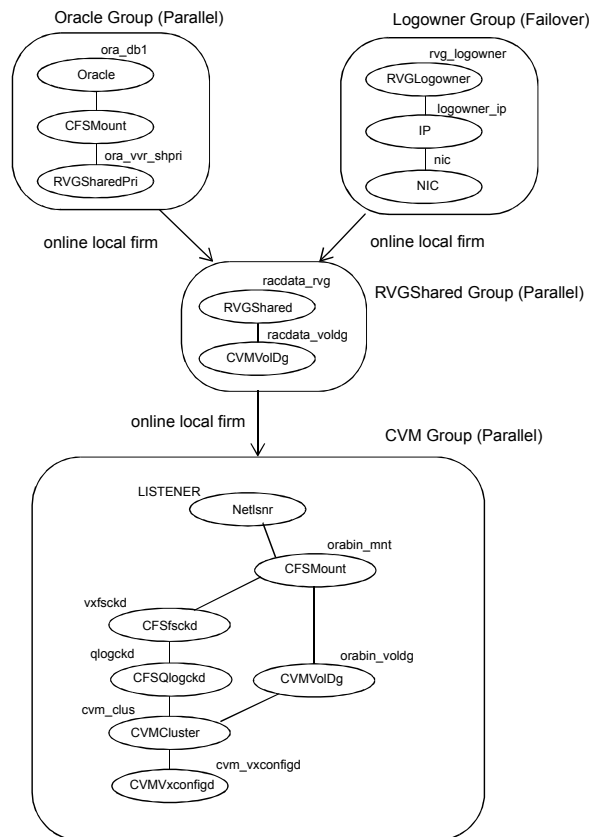 Oracle Group (Parallel)
Logowner Group (Failover)
ora_db1
Oracle
CFSMount
ora_vvr_shpri
RVGSharedPri
rvg_logowner
RVGLogowner
logowner_ip
IP
nic
NIC
online local firm
online local firm
RVGShared Group (Parallel)
racdata_rvg
RVGShared
racdata_voldg
CVMVolDg
online local firm
CVM Group (Parallel)
LISTENER
Netlsnr
orabin_mnt
CFSMount
vxfsckd
CFSfsckd
qlogckd
CFSQlogckd
orabin_voldg
CVMVolDg
cvm_clus
CVMCluster
cvm_vxconfigd
CVMVxconfigd